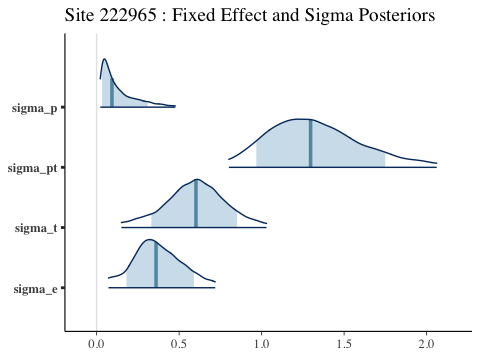 Site 222965 : Fixed Effect and Sigma Posteriors
sigma_p
sigma_pt
sigma_t
sigma_e
0.0 0.5 1.0 1.5 2.0